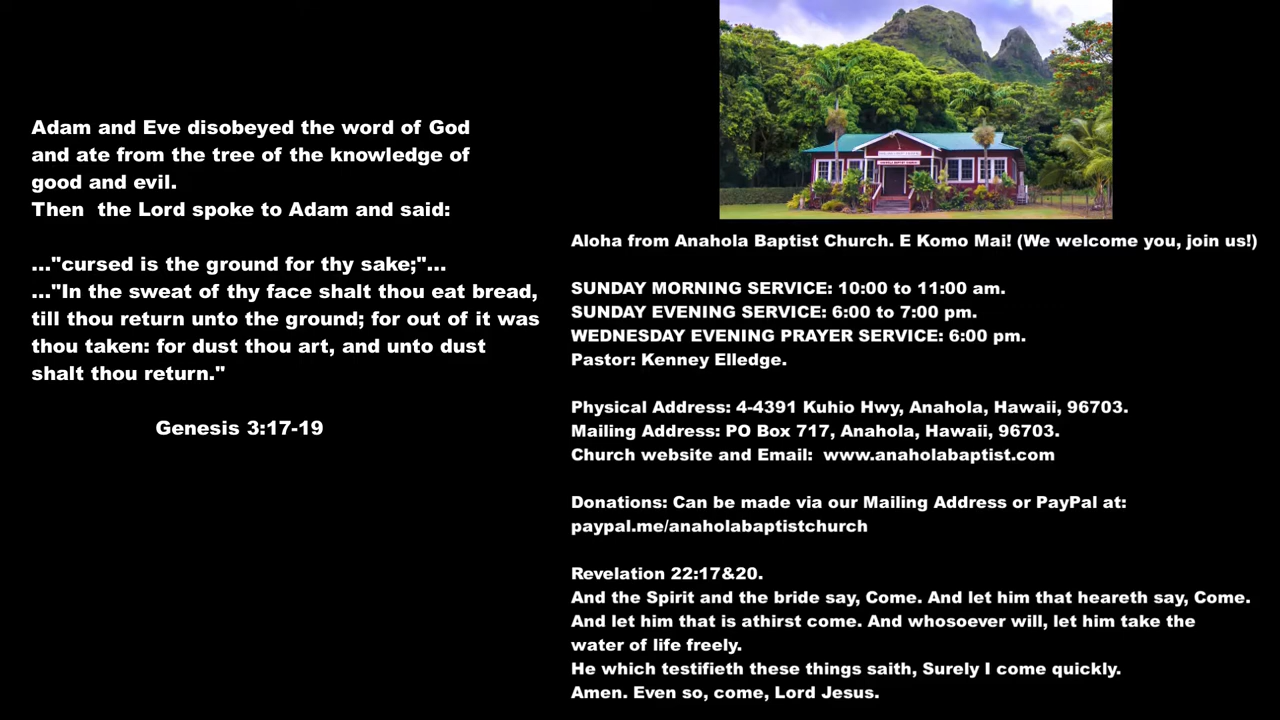 Adam and Eve disobeyed the word of God
and ate from the tree of the knowledge of
good and evil.
Then  the Lord spoke to Adam and said:
..."cursed is the ground for thy sake;"...
..."In the sweat of thy face shalt thou eat bread,
till thou return unto the ground; for out of it was
thou taken: for dust thou art, and unto dust
shalt thou return."
Genesis 3:17-19
Aloha from Anahola Baptist Church. E Komo Mai! (We welcome you, join us!)
SUNDAY MORNING SERVICE: 10:00 to 11:00 am.
SUNDAY EVENING SERVICE: 6:00 to 7:00 pm.
WEDNESDAY EVENING PRAYER SERVICE: 6:00 pm.
Pastor: Kenney Elledge.
Physical Address: 4-4391 Kuhio Hwy, Anahola, Hawaii, 96703.
Mailing Address: PO Box 717, Anahola, Hawaii, 96703.
Church website and Email:  www.anaholabaptist.com
Donations: Can be made via our Mailing Address or PayPal at:
paypal.me/anaholabaptistchurch
Revelation 22:17&20.
And the Spirit and the bride say, Come. And let him that heareth say, Come.
And let him that is athirst come. And whosoever will, let him take the
water of life freely.
He which testifieth these things saith, Surely I come quickly.
Amen. Even so, come, Lord Jesus.